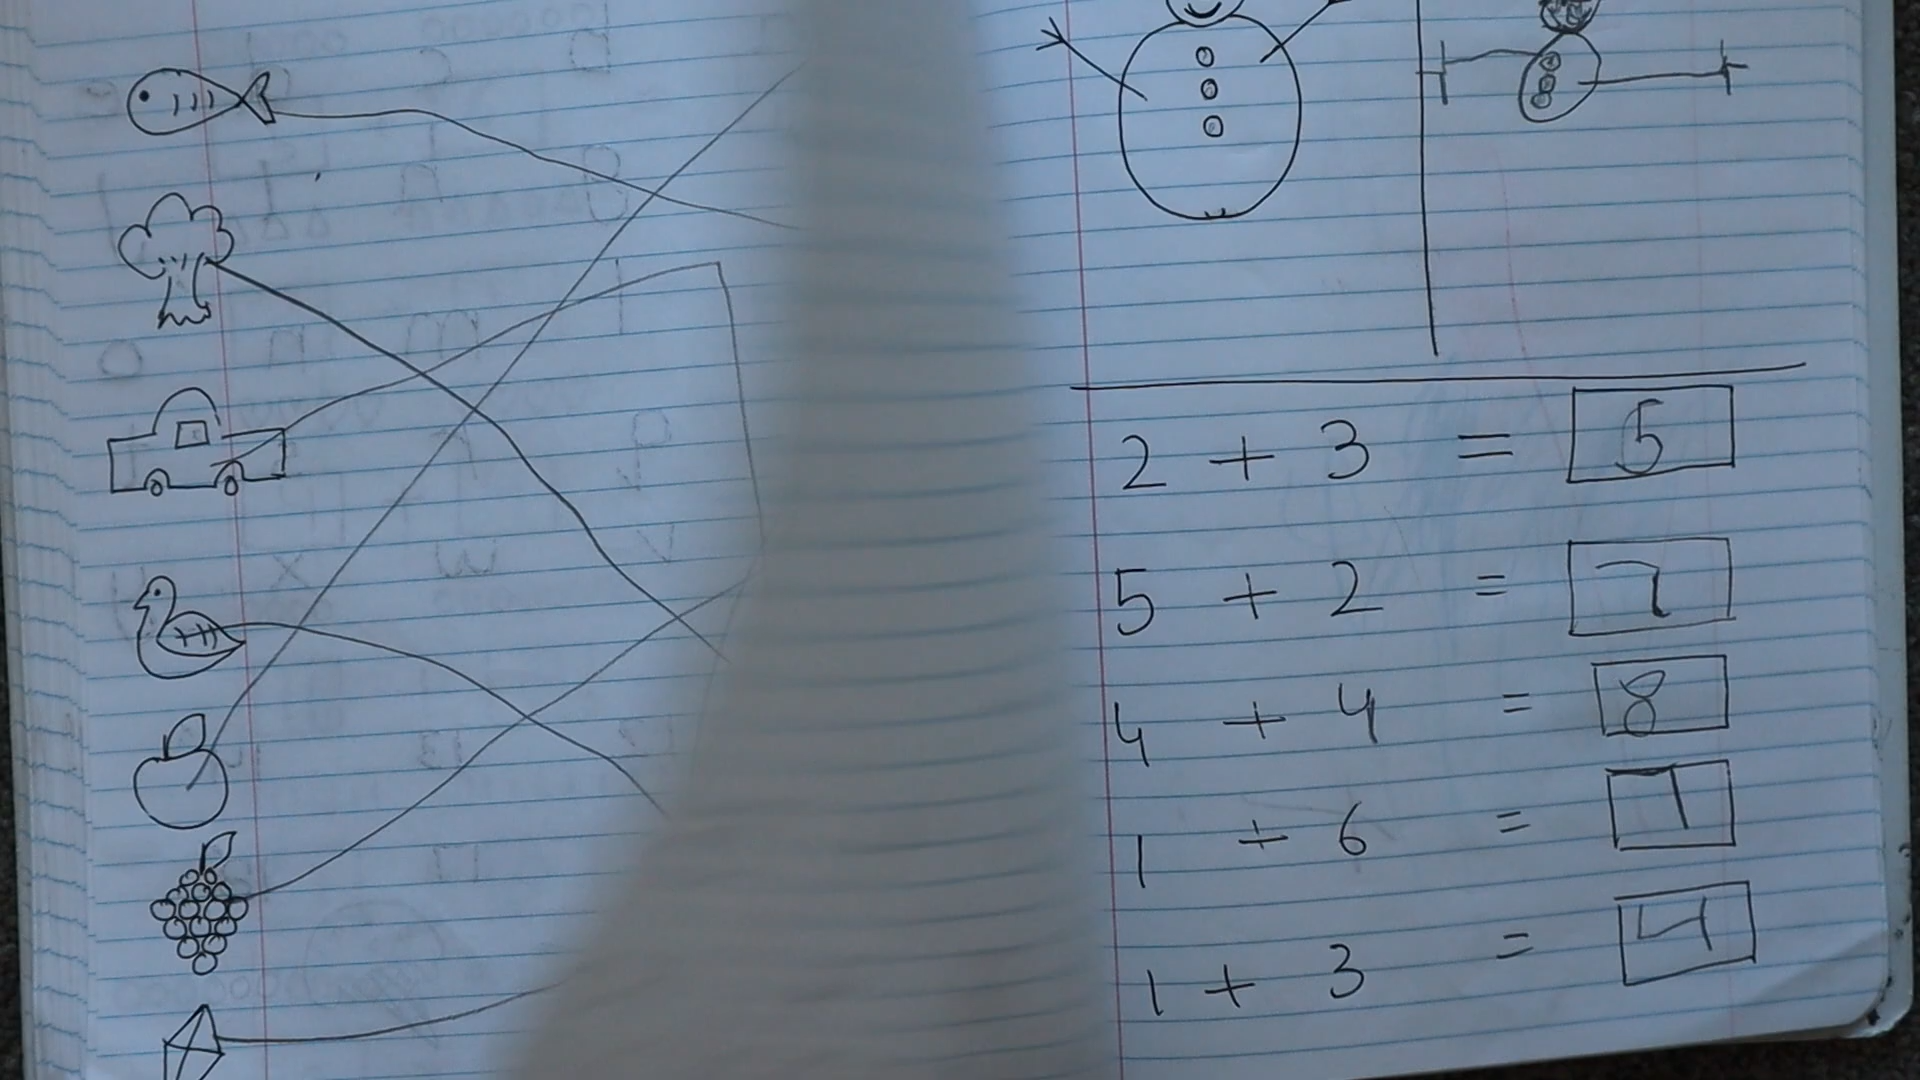 2 + 3 = 5
5 + 2 = 7
4 + 4 = 8
1 + 6 = 7
1 + 3 = 4